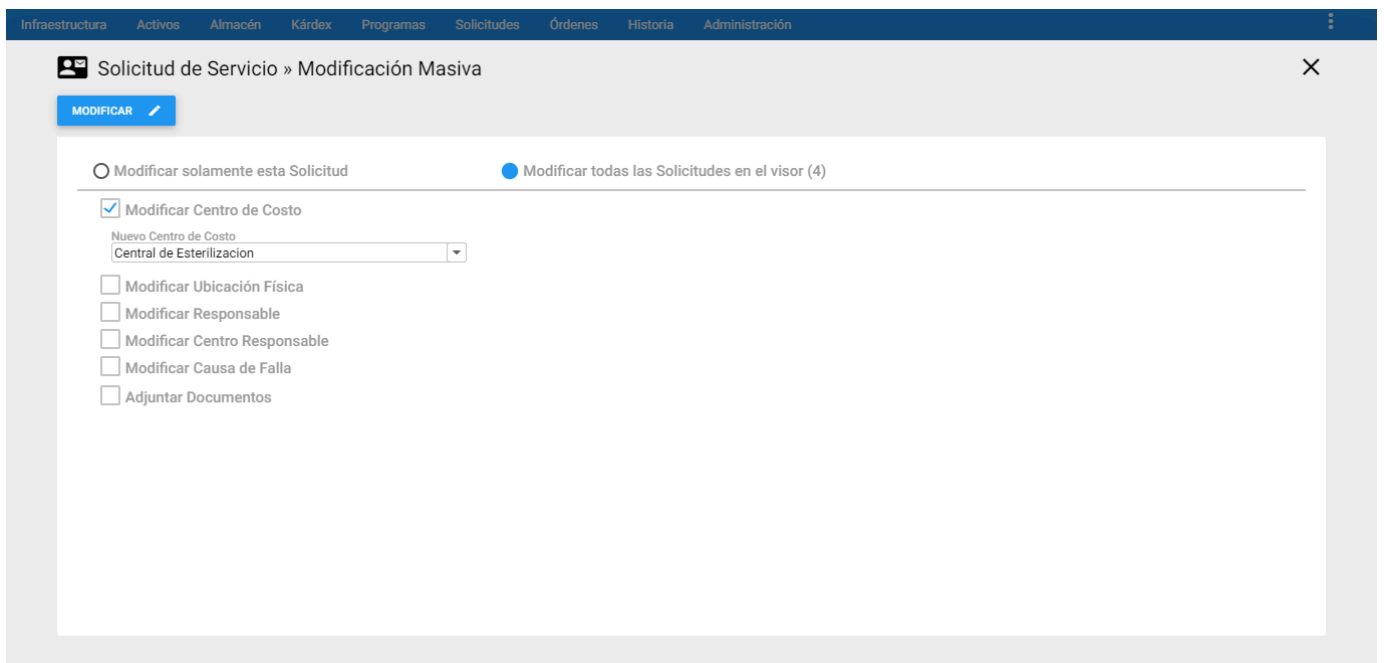 Infraestructura Activos Almacén Kárdex Programas Solicitudes Órdenes Historia Administración
Solicitud de Servicio » Modificación Masiva
MODIFICAR
Modificar solamente esta Solicitud Modificar todas las Solicitudes en el visor (4)
Modificar Centro de Costo
Nuevo Centro de Costo
Central de Esterilizacion
Modificar Ubicación Física
Modificar Responsable
Modificar Centro Responsable
Modificar Causa de Falla
Adjuntar Documentos